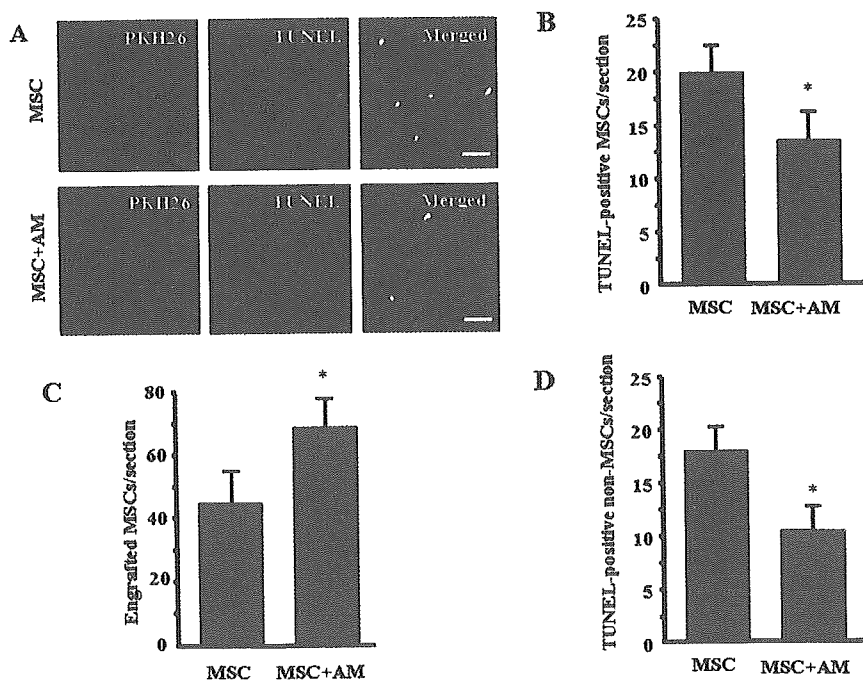 A
PKH26
TUNEL
Merged
MSC
PKH26
TUNEL
Merged
MSC+AM
B
TUNEL-positive MSCs/section
25
20
15
10
5
0
*
MSC
MSC+AM
C
Engrafted MSCs/section
80
60
40
20
0
*
MSC
MSC+AM
D
TUNEL-positive non-MSCs/section
25
20
15
10
5
0
*
MSC
MSC+AM